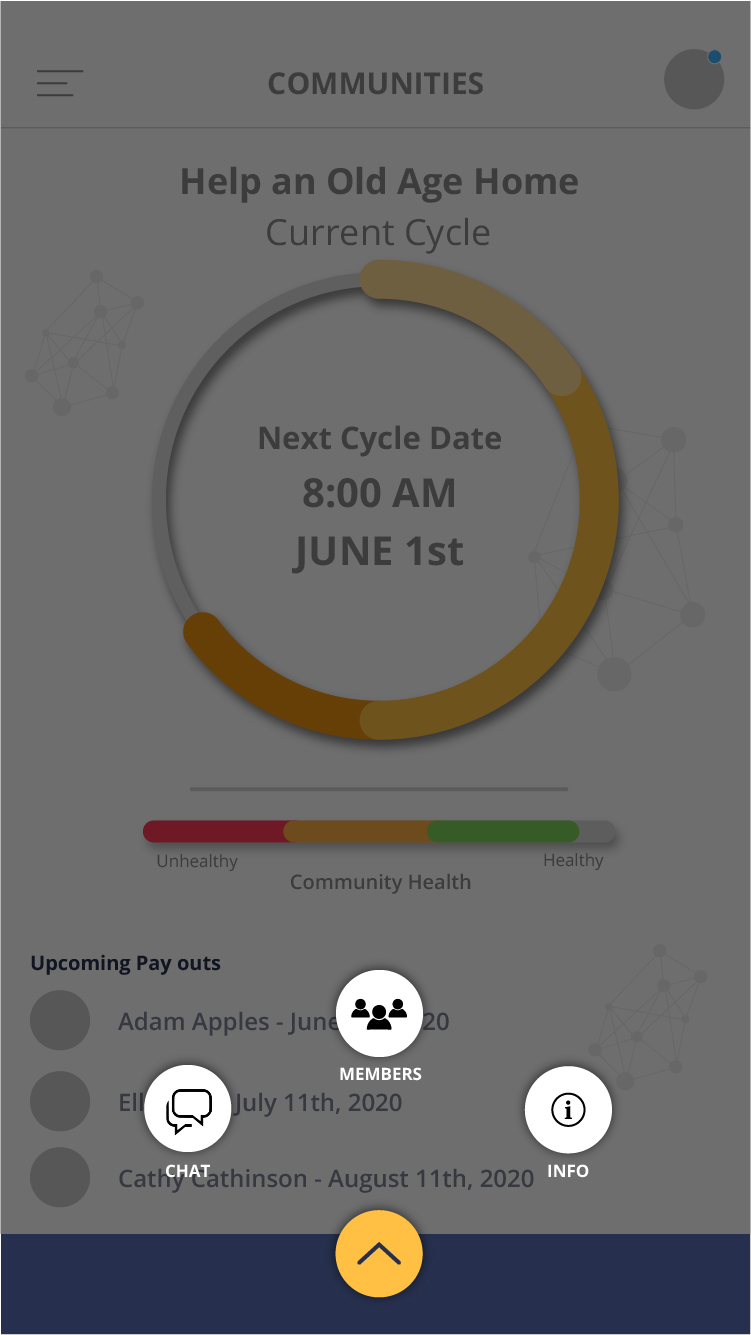 COMMUNITIES
Help an Old Age Home
Current Cycle
Next Cycle Date
8:00 AM
JUNE 1st
Unhealthy
Healthy
Community Health
Upcoming Pay outs
Adam Apples - June 20
MEMBERS
Ell July 11th, 2020
CHAT
INFO
Cathy Cathinson - August 11th, 2020